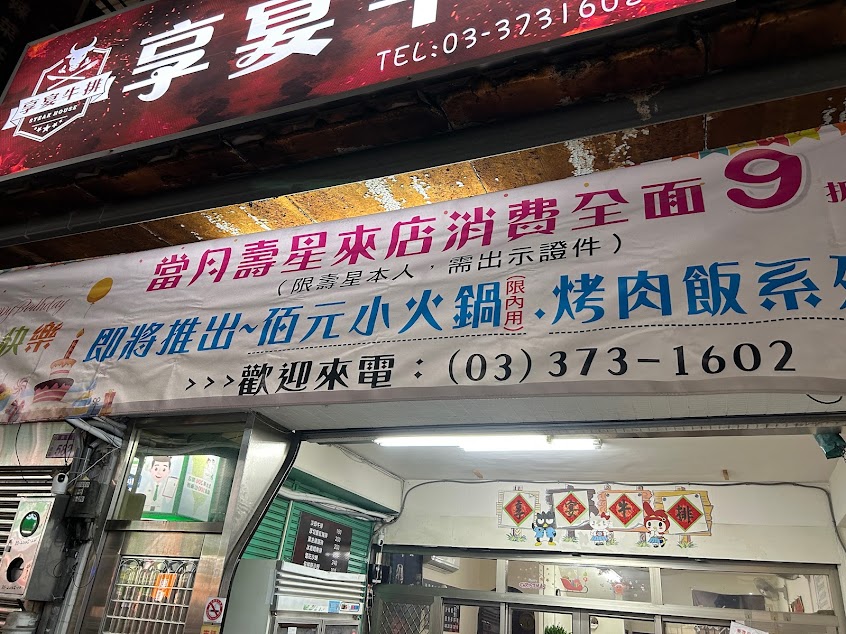 享宴牛
TEL:03-3731602
享宴牛排
STEAK HOUSE
當月壽星來店消費全面9折
（限壽星本人，需出示證件）
快樂
即將推出~佰元小火鍋(限內用)．烤肉飯系列
>>>歡迎來電：(03)373-1602
享宴牛排